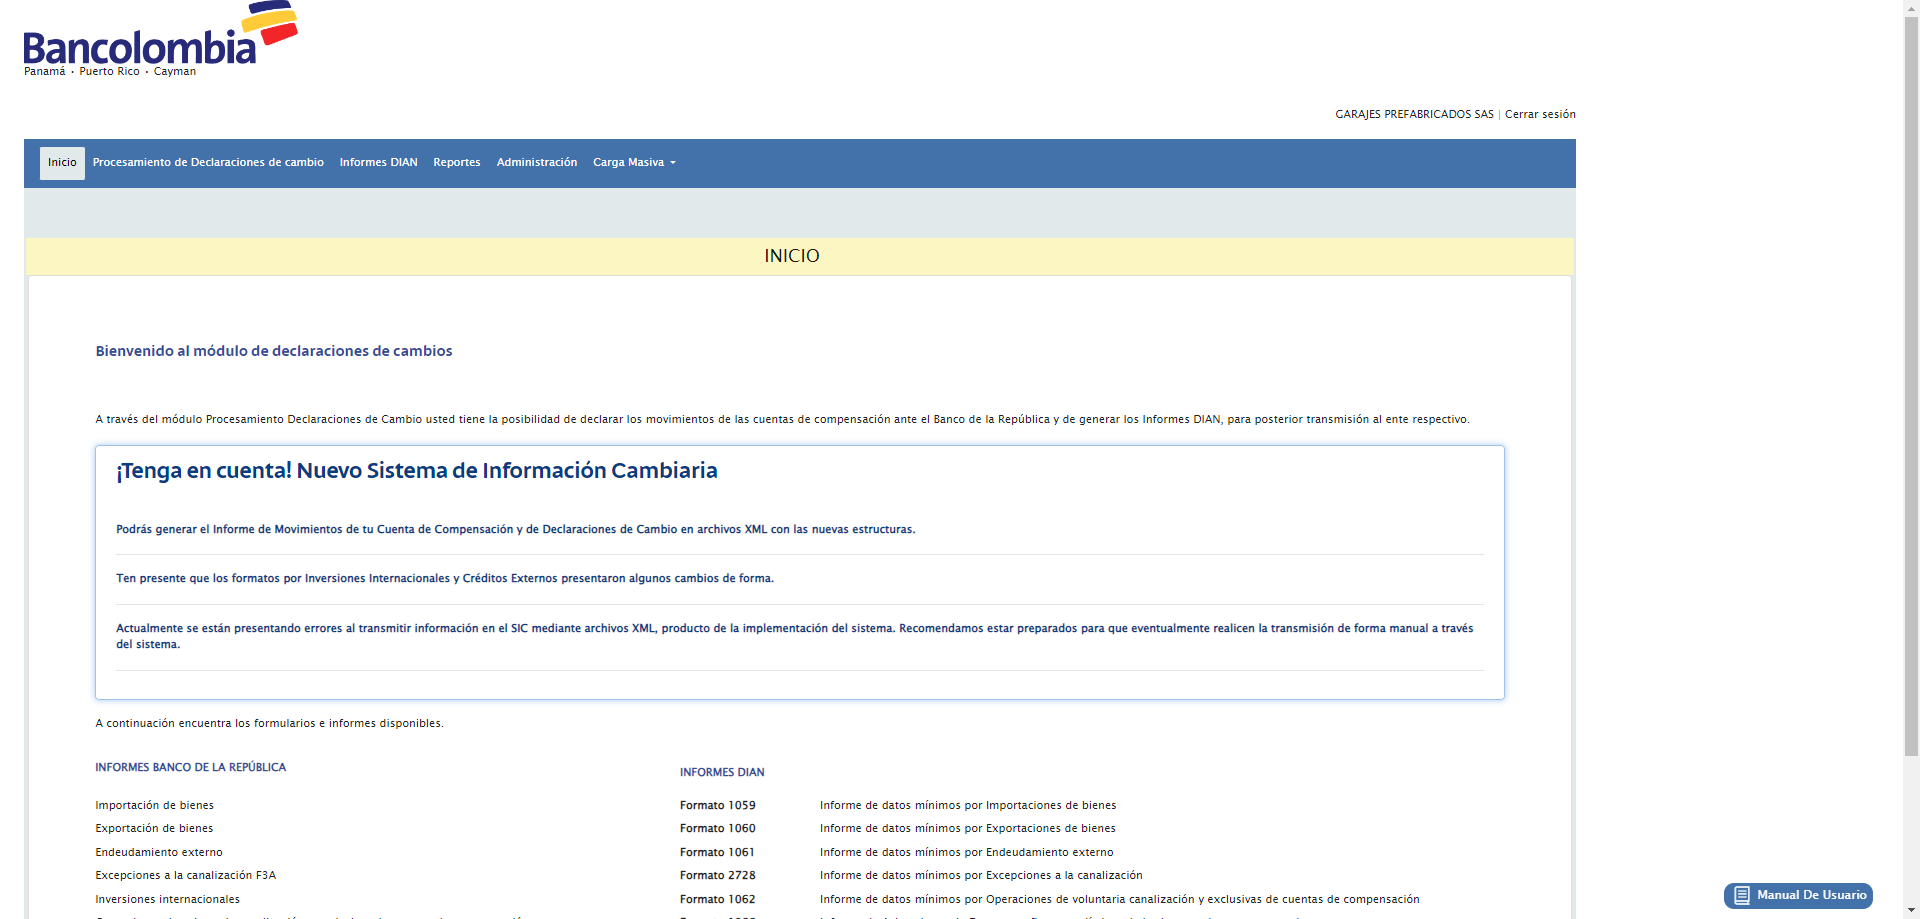 Bancolombia
Panamá • Puerto Rico • Cayman
GARAJES PREFABRICADOS SAS | Cerrar sesión
Inicio Procesamiento de Declaraciones de cambio Informes DIAN Reportes Administración Carga Masiva
INICIO
Bienvenido al módulo de declaraciones de cambios
A través del módulo Procesamiento Declaraciones de Cambio usted tiene la posibilidad de declarar los movimientos de las cuentas de compensación ante el Banco de la República y de generar los Informes DIAN, para posterior transmisión al ente respectivo.
¡Tenga en cuenta! Nuevo Sistema de Información Cambiaria
Podrás generar el Informe de Movimientos de tu Cuenta de Compensación y de Declaraciones de Cambio en archivos XML con las nuevas estructuras.
Ten presente que los formatos por Inversiones Internacionales y Créditos Externos presentaron algunos cambios de forma.
Actualmente se están presentando errores al transmitir información en el SIC mediante archivos XML, producto de la implementación del sistema. Recomendamos estar preparados para que eventualmente realicen la transmisión de forma manual a través
del sistema.
A continuación encuentra los formularios e informes disponibles.
INFORMES BANCO DE LA REPÚBLICA
Importación de bienes
Exportación de bienes
Endeudamiento externo
Excepciones a la canalización F3A
Inversiones internacionales
INFORMES DIAN
Formato 1059 Informe de datos mínimos por Importaciones de bienes
Formato 1060 Informe de datos mínimos por Exportaciones de bienes
Formato 1061 Informe de datos mínimos por Endeudamiento externo
Formato 2728 Informe de datos mínimos por Excepciones a la canalización
Formato 1062 Informe de datos mínimos por Operaciones de voluntaria canalización y exclusivas de cuentas de compensación
Manual De Usuario